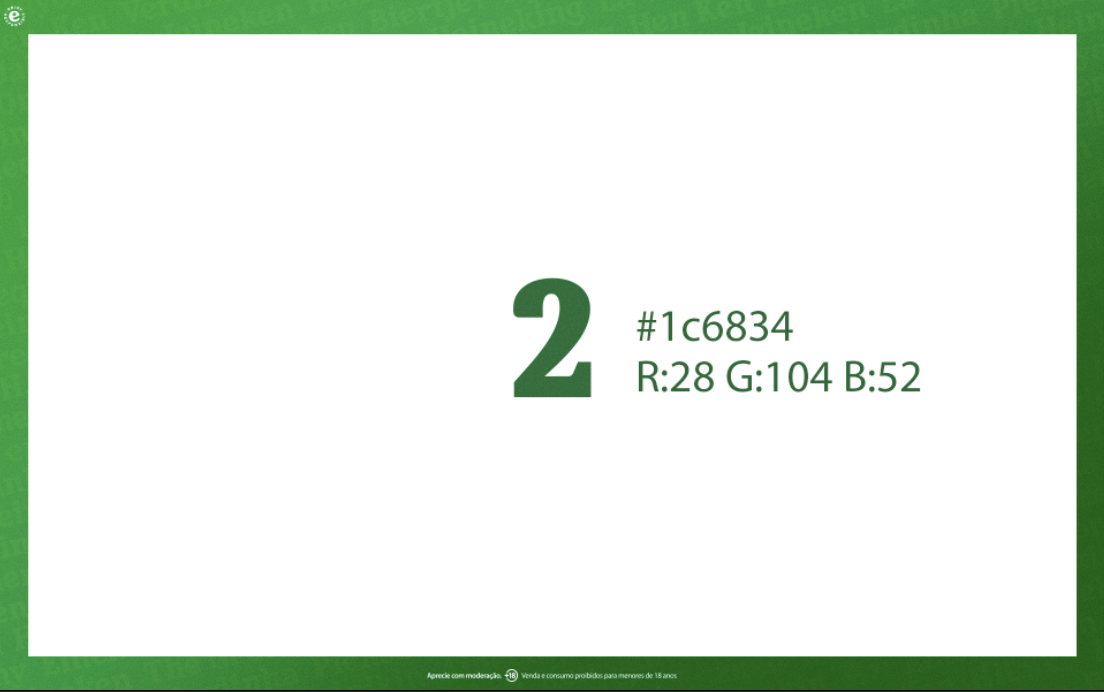 2
#1c6834
R:28 G:104 B:52
Aprecie com moderação. +18 Venda e consumo proibidos para menores de 18 anos